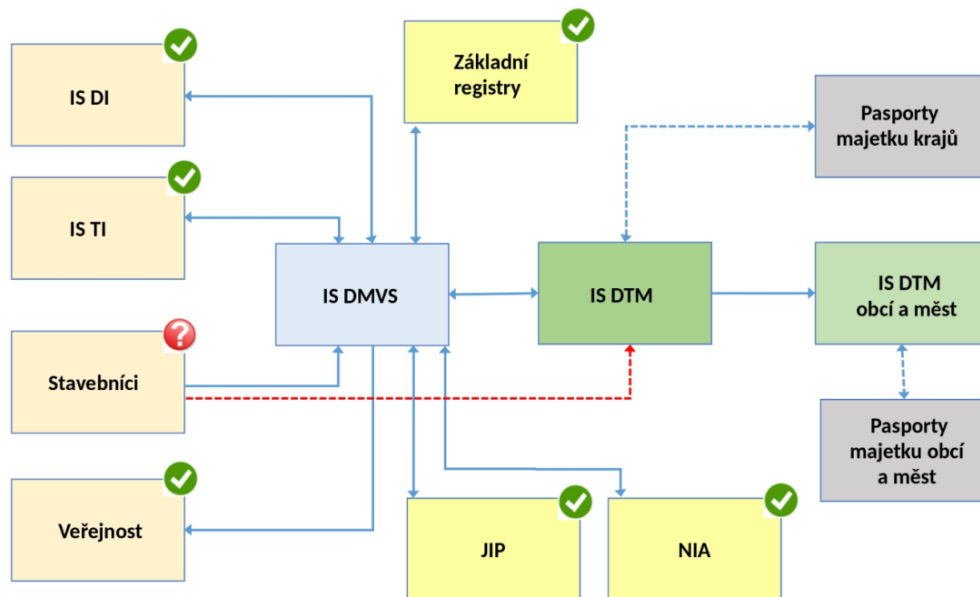 IS DI
Základní
registry
Pasporty
majetku krajů
IS TI
IS DMVS
IS DTM
IS DTM
obcí a měst
?
Stavebníci
Pasporty
majetku obcí
a měst
Veřejnost
JIP
NIA